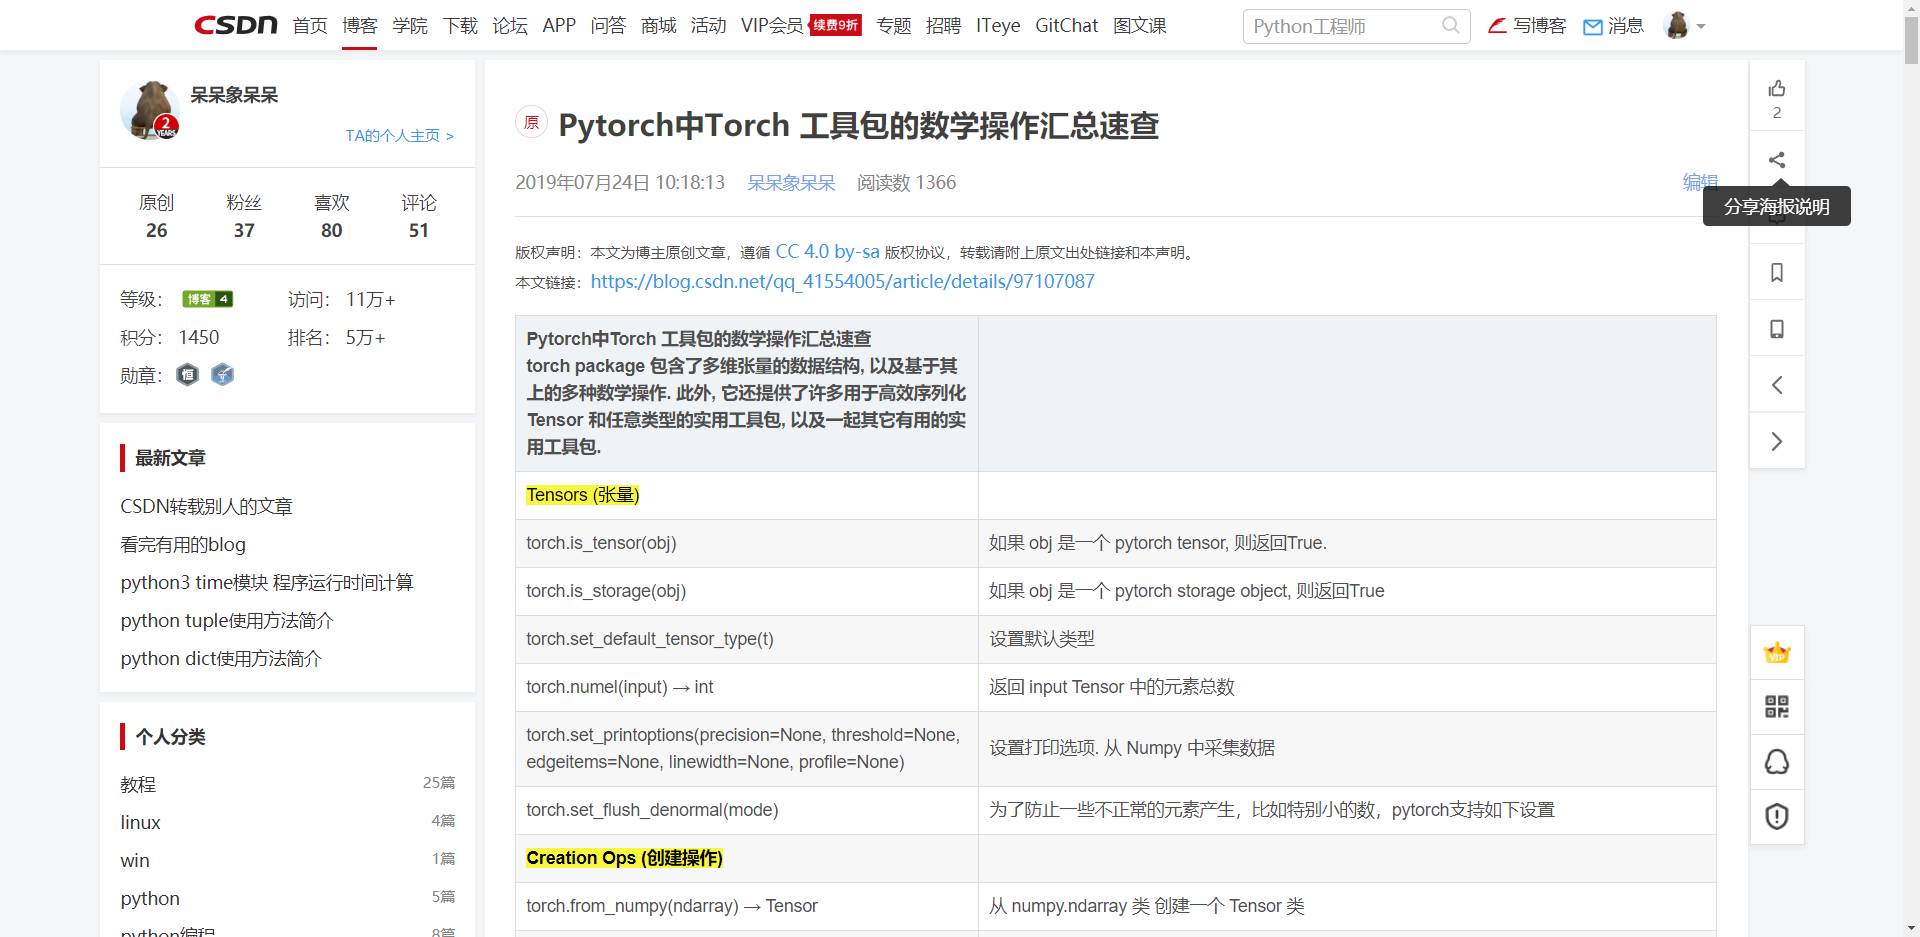 CSDN 首页 博客 学院 下载 论坛 APP 问答 商城 活动 VIP会员 续费9折 专题 招聘 ITeye GitChat 图文课 Python工程师 写博客 消息
呆呆象呆呆
2 YEARS
TA的个人主页 >
原创 粉丝 喜欢 评论
26 37 80 51
等级： 博客 4 访问： 11万+
积分： 1450 排名： 5万+
勋章： 恒
最新文章
CSDN转载别人的文章
看完有用的blog
python3 time模块 程序运行时间计算
python tuple使用方法简介
python dict使用方法简介
个人分类
教程 25篇
linux 4篇
win 1篇
python 5篇
python编程 8篇
原 Pytorch中Torch 工具包的数学操作汇总速查
2019年07月24日 10:18:13 呆呆象呆呆 阅读数 1366 编辑
版权声明：本文为博主原创文章，遵循 CC 4.0 by-sa 版权协议，转载请附上原文出处链接和本声明。
本文链接：https://blog.csdn.net/qq_41554005/article/details/97107087
Pytorch中Torch 工具包的数学操作汇总速查
torch package 包含了多维张量的数据结构, 以及基于其
上的多种数学操作. 此外, 它还提供了许多用于高效序列化
Tensor 和任意类型的实用工具包, 以及一起其它有用的实
用工具包.
Tensors (张量)
torch.is_tensor(obj) 如果 obj 是一个 pytorch tensor, 则返回True.
torch.is_storage(obj) 如果 obj 是一个 pytorch storage object, 则返回True
torch.set_default_tensor_type(t) 设置默认类型
torch.numel(input) → int 返回 input Tensor 中的元素总数
torch.set_printoptions(precision=None, threshold=None,
edgeitems=None, linewidth=None, profile=None) 设置打印选项. 从 Numpy 中采集数据
torch.set_flush_denormal(mode) 为了防止一些不正常的元素产生，比如特别小的数，pytorch支持如下设置
Creation Ops (创建操作)
torch.from_numpy(ndarray) → Tensor 从 numpy.ndarray 类 创建一个 Tensor 类
2
分享海报说明
VIP